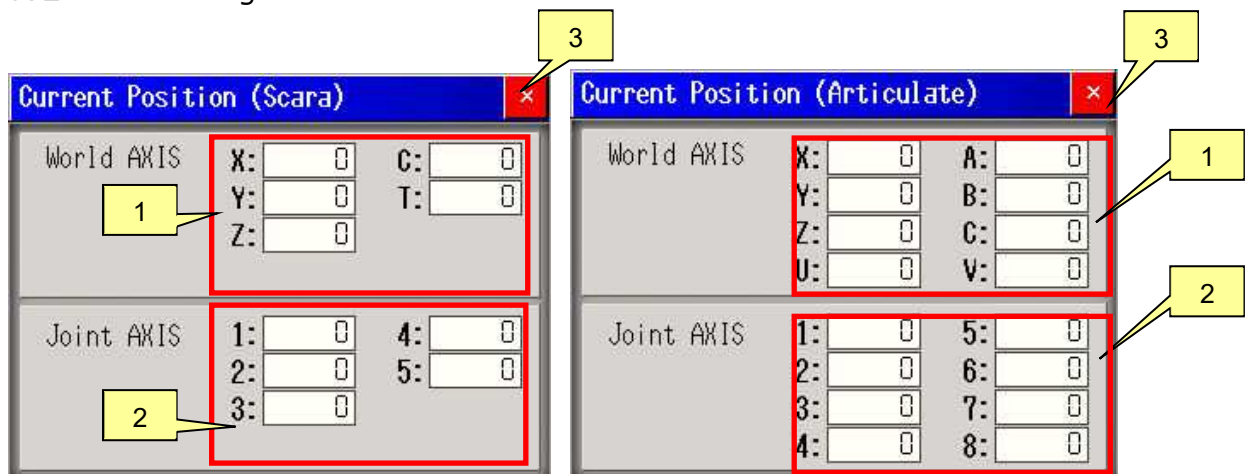 3
3
Current Position (Scara) ×
World AXIS
X: 0 C: 0
Y: 0 T: 0
Z: 0
1
Joint AXIS
1: 0 4: 0
2: 0 5: 0
3: 0
2
Current Position (Articulate) ×
World AXIS
X: 0 A: 0
Y: 0 B: 0
Z: 0 C: 0
U: 0 V: 0
1
Joint AXIS
1: 0 5: 0
2: 0 6: 0
3: 0 7: 0
4: 0 8: 0
2